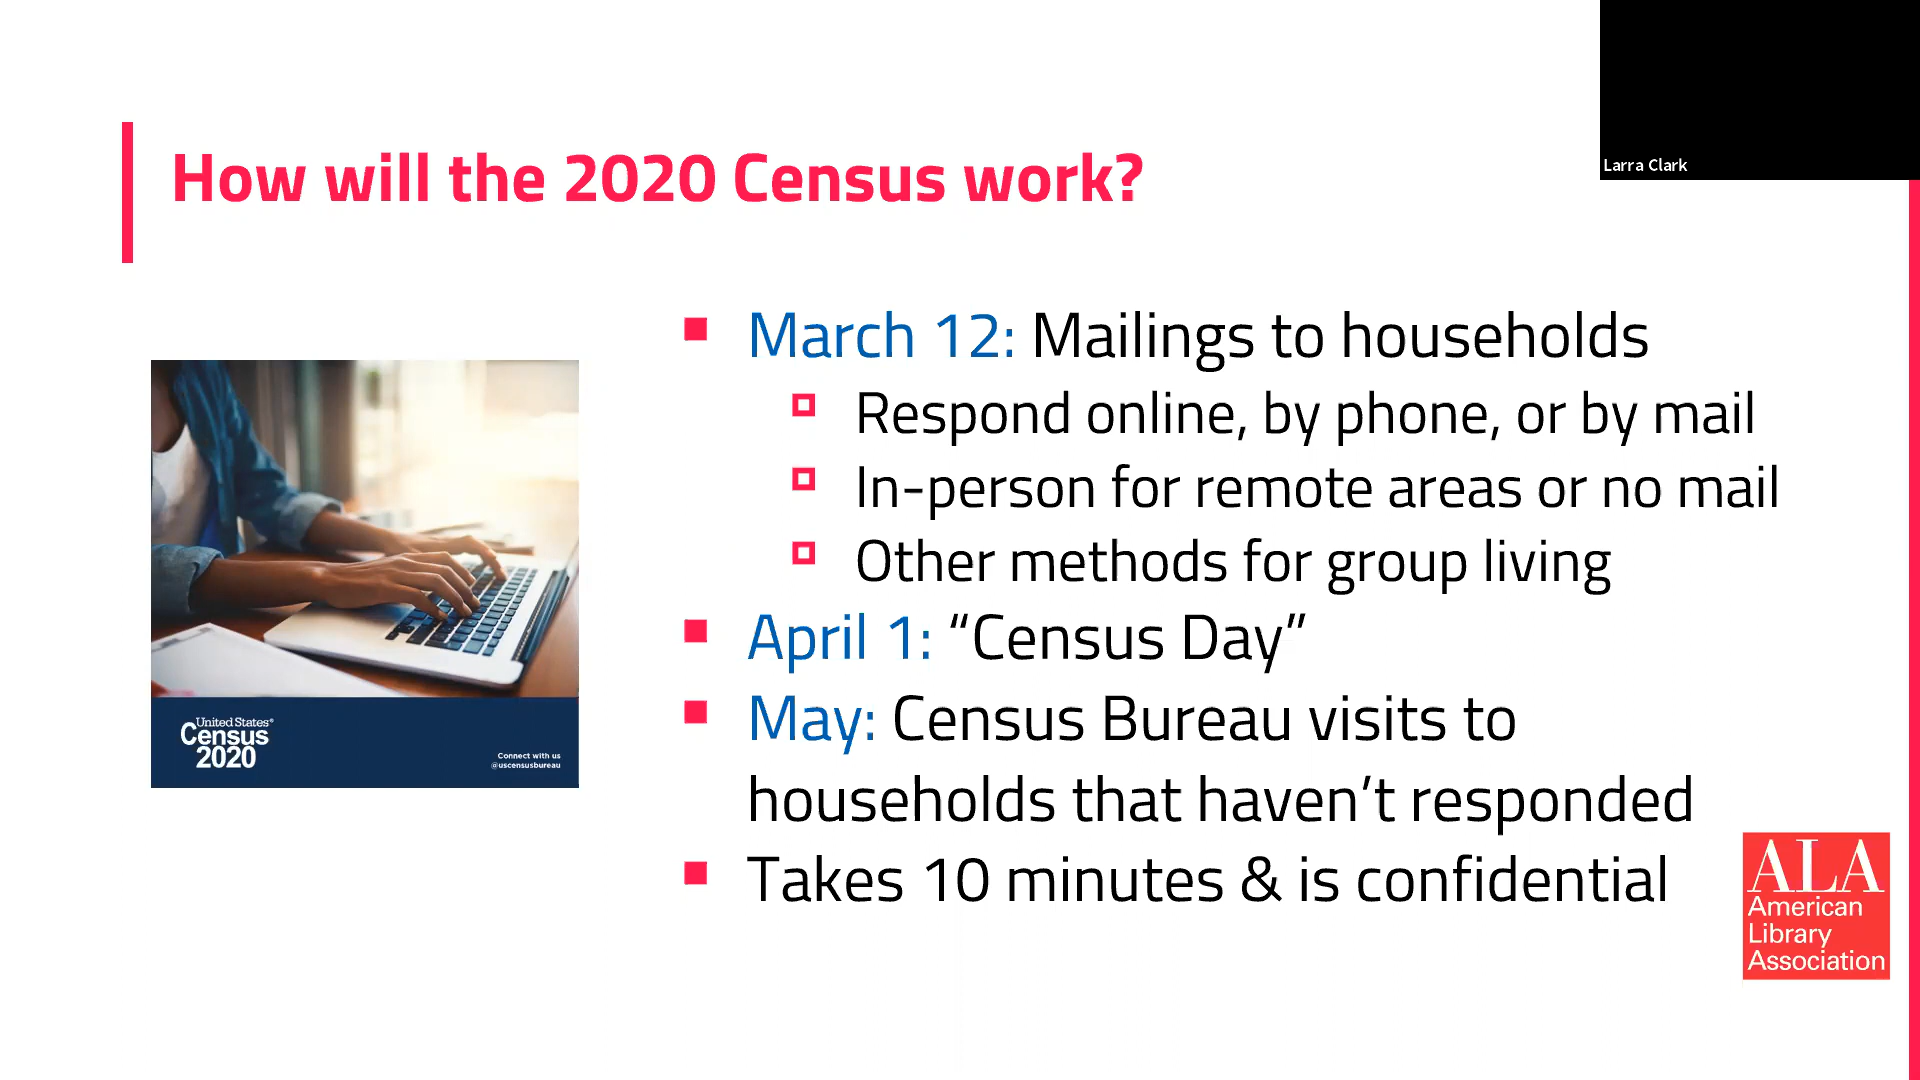 Larra Clark
How will the 2020 Census work?
March 12: Mailings to households
Respond online, by phone, or by mail
In-person for remote areas or no mail
Other methods for group living
April 1: “Census Day”
May: Census Bureau visits to
households that haven’t responded
Takes 10 minutes & is confidential
United States®
Census
2020
Connect with us
@uscensusbureau
ALA
American
Library
Association